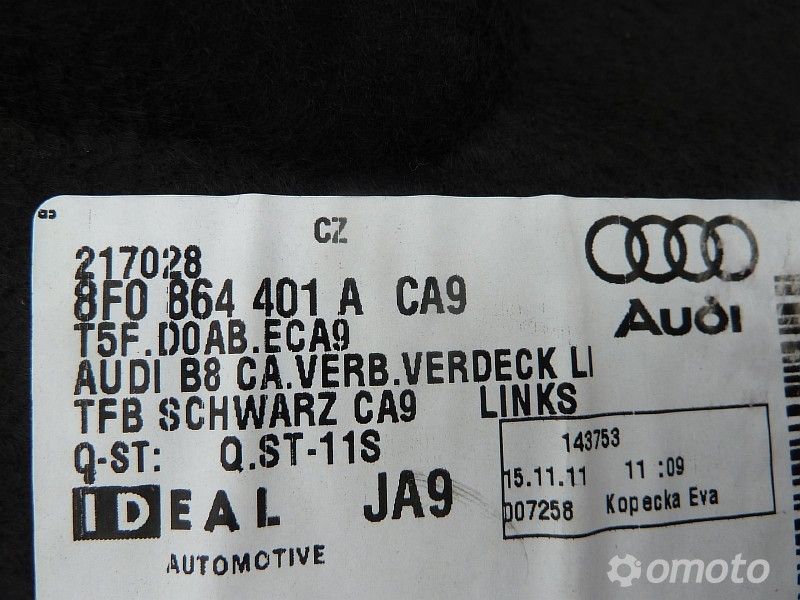 CZ
217028
8F0 864 401 A CA9
T5F.D0AB.ECA9
AUDI B8 CA.VERB.VERDECK LI
TFB SCHWARZ CA9 LINKS
Q-ST: Q.ST-11S
IDEAL JA9
AUTOMOTIVE
Audi
143753
15.11.11 11:09
D07258 Kopecka Eva
omoto